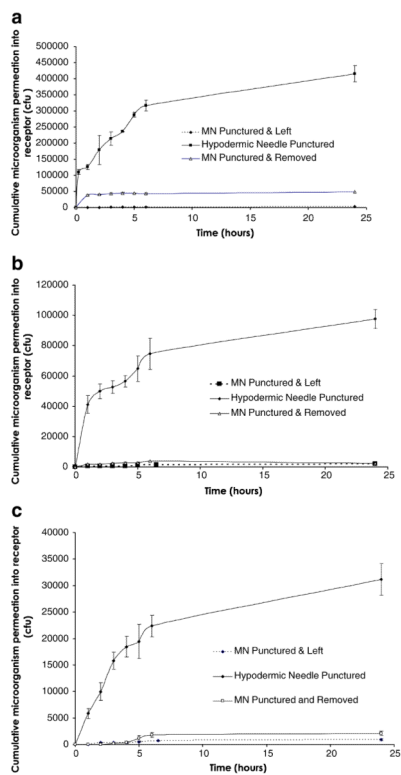 a
Cumulative microorganism permeation into
receptor (cfu )
500000
450000
400000
350000
300000
250000
200000
150000
100000
50000
0
MN Punctured & Left
Hypodermic Needle Punctured
MN Punctured & Removed
0 5 10 15 20 25
Time (hours)
b
Cumulative microorganism permeation into
receptor (cfu)
120000
100000
80000
60000
40000
20000
0
MN Punctured & Left
Hypodermic Needle Punctured
MN Punctured & Removed
0 5 10 15 20 25
Time (hours)
c
Cumulative microorganism permeation into receptor
(cfu)
40000
35000
30000
25000
20000
15000
10000
5000
0
MN Punctured & Left
Hypodermic Needle Punctured
MN Punctured and Removed
0 5 10 15 20 25
Time (hours)